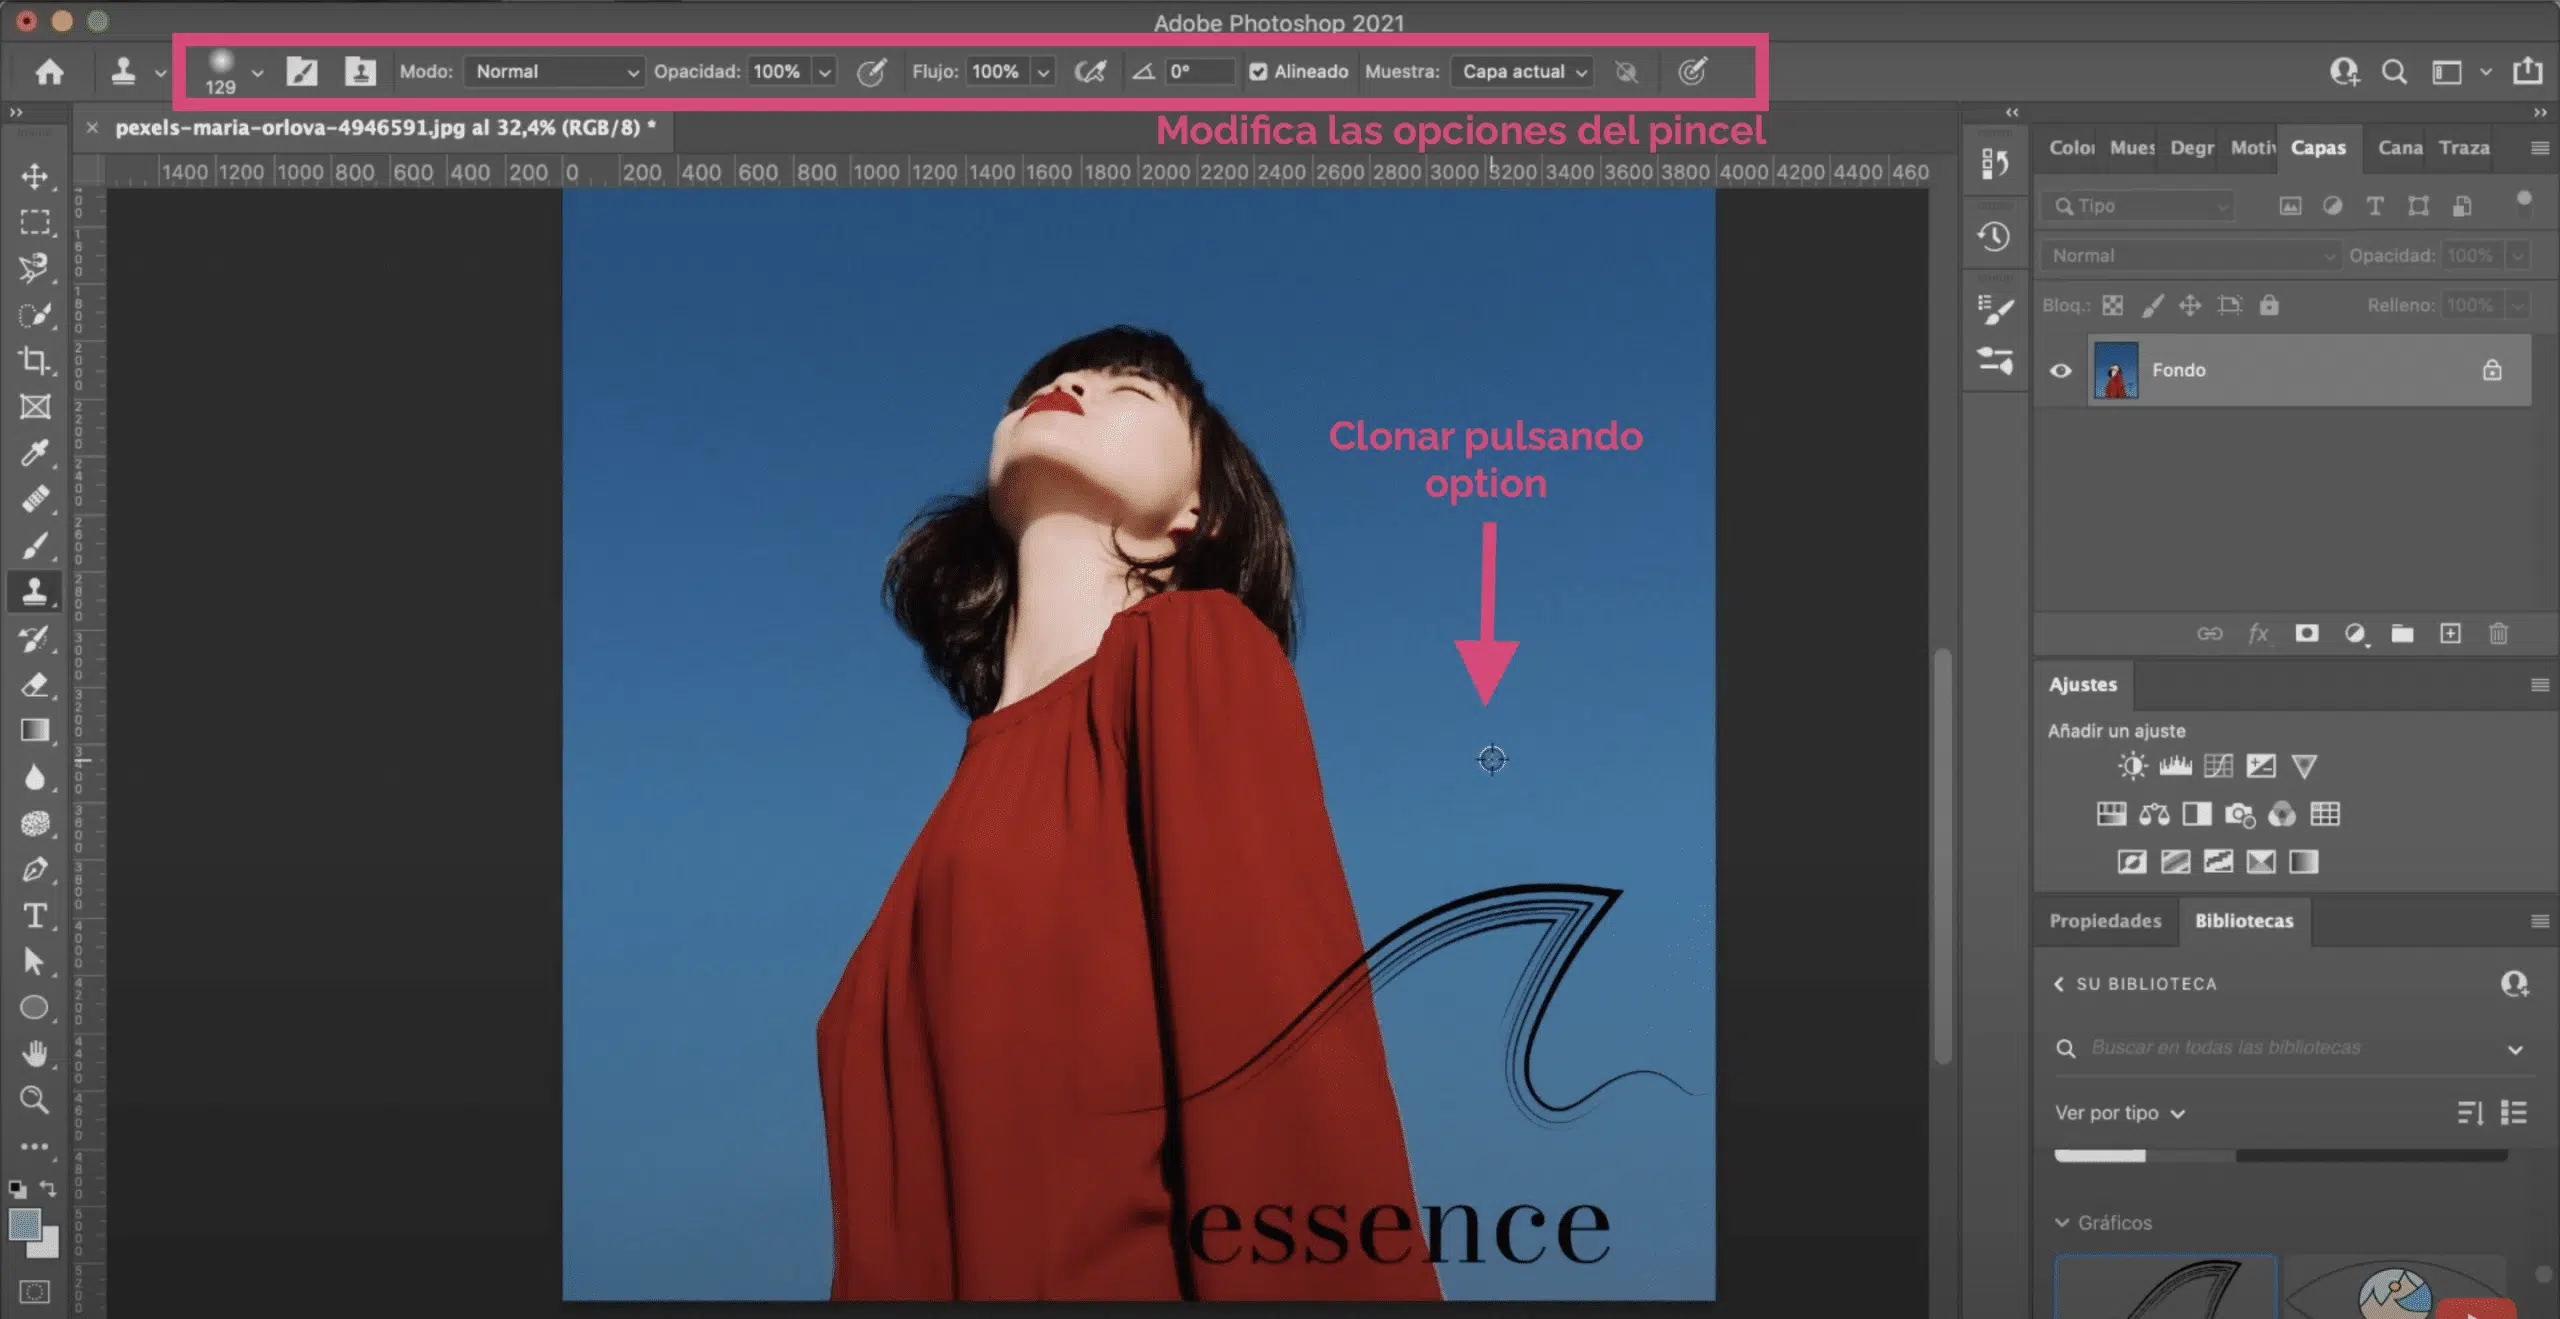 Adobe Photoshop 2021
129
Modo: Normal Opacidad: 100% Flujo: 100% 0° Alineado Muestra: Capa actual
Modifica las opciones del pincel
pexels-maria-orlova-4946591.jpg al 32,4% (RGB/8) *
1400 1200 1000 800 600 400 200 0 200 400 600 800 1000 1200 1400 1600 1800 2000 2200 2400 2600 2800 3000 3200 3400 3600 3800 4000 4200 4400 460
Clonar pulsando
option
essence
Color Mues Degr Motiv Capas Cana Traza
Tipo
Normal Opacidad: 100%
Bloq.: Relleno: 100%
Fondo
fx
Ajustes
Añadir un ajuste
Propiedades Bibliotecas
SU BIBLIOTECA
Buscar en todas las bibliotecas
Ver por tipo
Gráficos